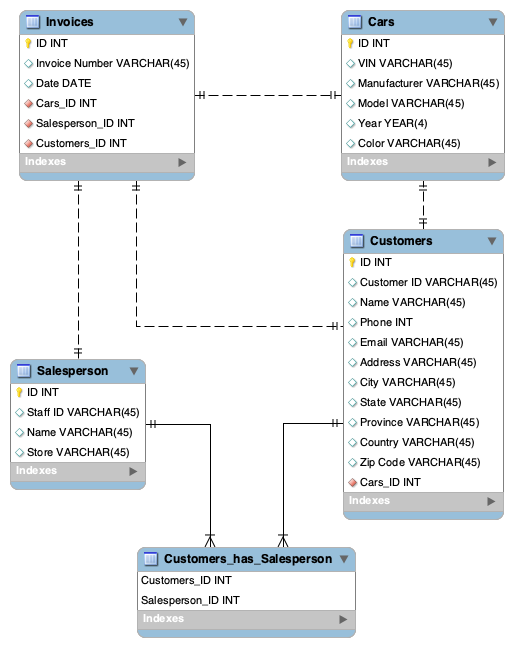 Invoices
ID INT
Invoice Number VARCHAR(45)
Date DATE
Cars_ID INT
Salesperson_ID INT
Customers_ID INT
Indexes
Cars
ID INT
VIN VARCHAR(45)
Manufacturer VARCHAR(45)
Model VARCHAR(45)
Year YEAR(4)
Color VARCHAR(45)
Indexes
Customers
ID INT
Customer ID VARCHAR(45)
Name VARCHAR(45)
Phone INT
Email VARCHAR(45)
Address VARCHAR(45)
City VARCHAR(45)
State VARCHAR(45)
Province VARCHAR(45)
Country VARCHAR(45)
Zip Code VARCHAR(45)
Cars_ID INT
Indexes
Salesperson
ID INT
Staff ID VARCHAR(45)
Name VARCHAR(45)
Store VARCHAR(45)
Indexes
Customers_has_Salesperson
Customers_ID INT
Salesperson_ID INT
Indexes